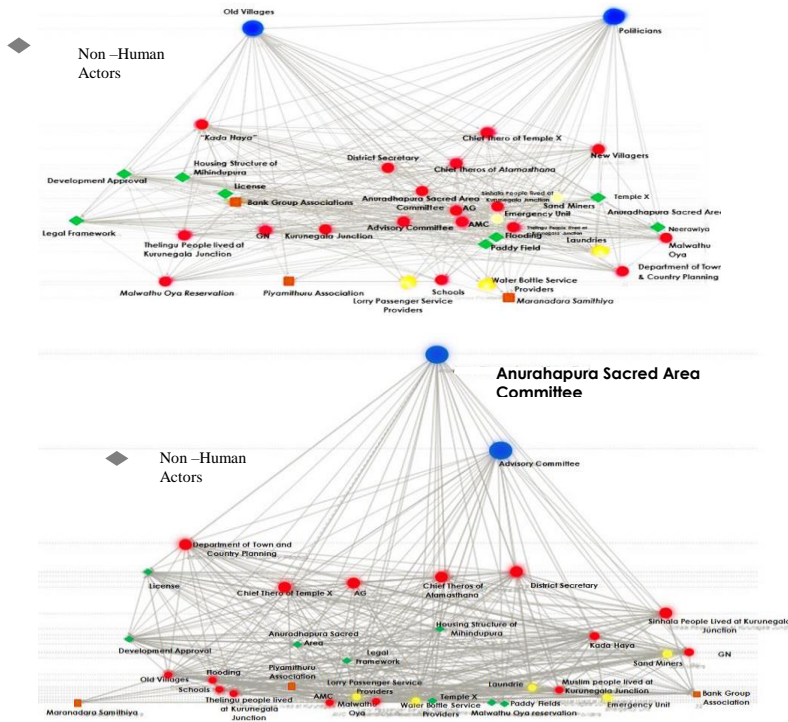 Old Villages
Politicians
Non –Human
Actors
"Kada Haya"
Chief Thero of Temple X
District Secretary
Chief Theros of Atamasthana
New Villagers
Housing Structure of
Mihindupura
Development Approval
License
Bank Group Associations
Anuradhapura Sacred Area
Committee
AG
Sinhala People lived of
Kurunegala Junction
Sand Miners
Temple X
Emergency Unit
Anuradhapura Sacred Area
Legal Framework
Advisory Committee
AMC
Neerawiya
Thelingu People lived at
Kurunegala Junction
GN
Kurunegala Junction
Flooding
Paddy Field
Laundries
Malwathu
Oya
Department of Town
& Country Planning
Malwathu Oya Reservation
Piyamithuru Association
Lorry Passenger Service
Providers
Schools
Water Bottle Service
Providers
Maranadara Samithiya
Anurahapura Sacred Area
Committee
Non –Human
Actors
Advisory Committee
Department of Town and
Country Planning
License
Chief Thero of Temple X
AG
Chief Theros of
Atamasthana
District Secretary
Sinhala People Lived at Kurunegala
Junction
Housing Structure of
Mihindupura
Anuradhapura Sacred
Area
Development Approval
Legal
Framework
Kada Haya
GN
Sand Miners
Old Villages
Flooding
Piyamithuru
Association
Schools
Thelingu people lived at
Kurunegala
Junction
Lorry Passenger Service
Providers
AMC
Malwathu
Oya
Water Bottle Service
Providers
Temple X
Laundrie
Muslim people lived at
Kurunegala Junction
Paddy Fields
Malwathu Oya reservation
Emergency Unit
Bank Group
Association
Maranadara Samithiya